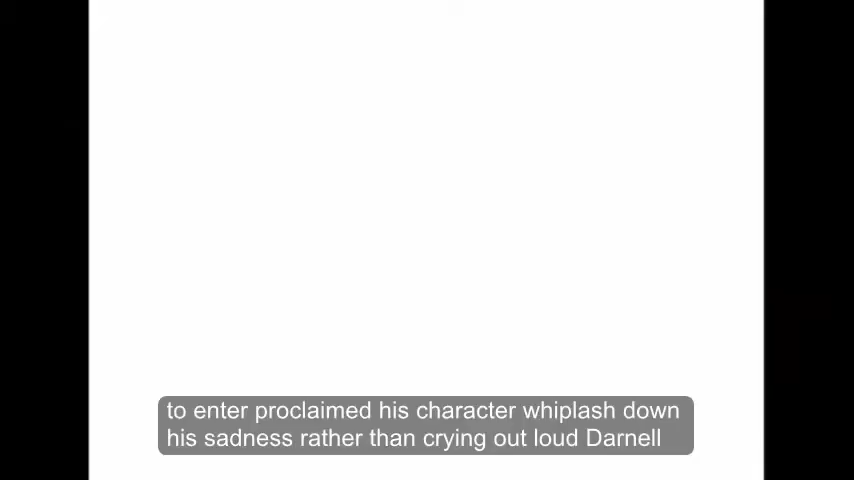 to enter proclaimed his character whiplash down
his sadness rather than crying out loud Darnell